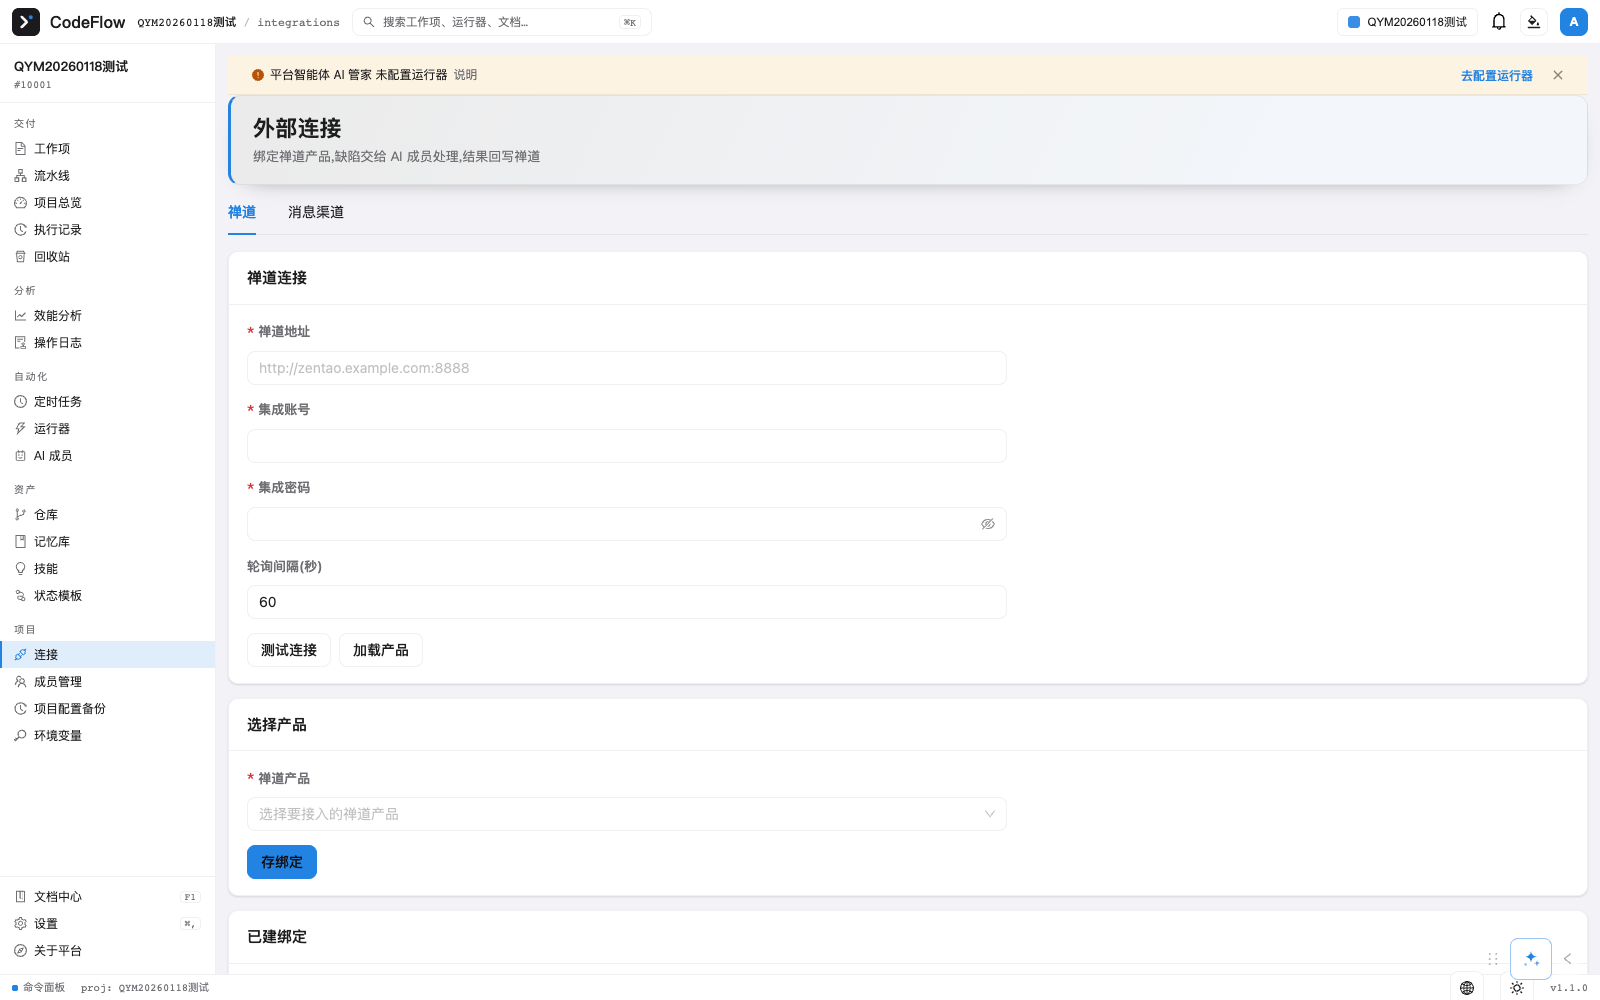 CodeFlow QYM20260118测试 / integrations 搜索工作项、运行器、文档... ⌘K QYM20260118测试 A
QYM20260118测试
#10001
交付
工作项
流水线
项目总览
执行记录
回收站
分析
效能分析
操作日志
自动化
定时任务
运行器
AI 成员
资产
仓库
记忆库
技能
状态模板
项目
连接
成员管理
项目配置备份
环境变量
文档中心 F1
设置 ⌘,
关于平台
平台智能体 AI 管家 未配置运行器 说明 去配置运行器
外部连接
绑定禅道产品,缺陷交给 AI 成员处理,结果回写禅道
禅道 消息渠道
禅道连接
* 禅道地址
http://zentao.example.com:8888
* 集成账号
* 集成密码
轮询间隔(秒)
60
测试连接 加载产品
选择产品
* 禅道产品
选择要接入的禅道产品
存绑定
已建绑定
命令面板 proj: QYM20260118测试 v1.1.0